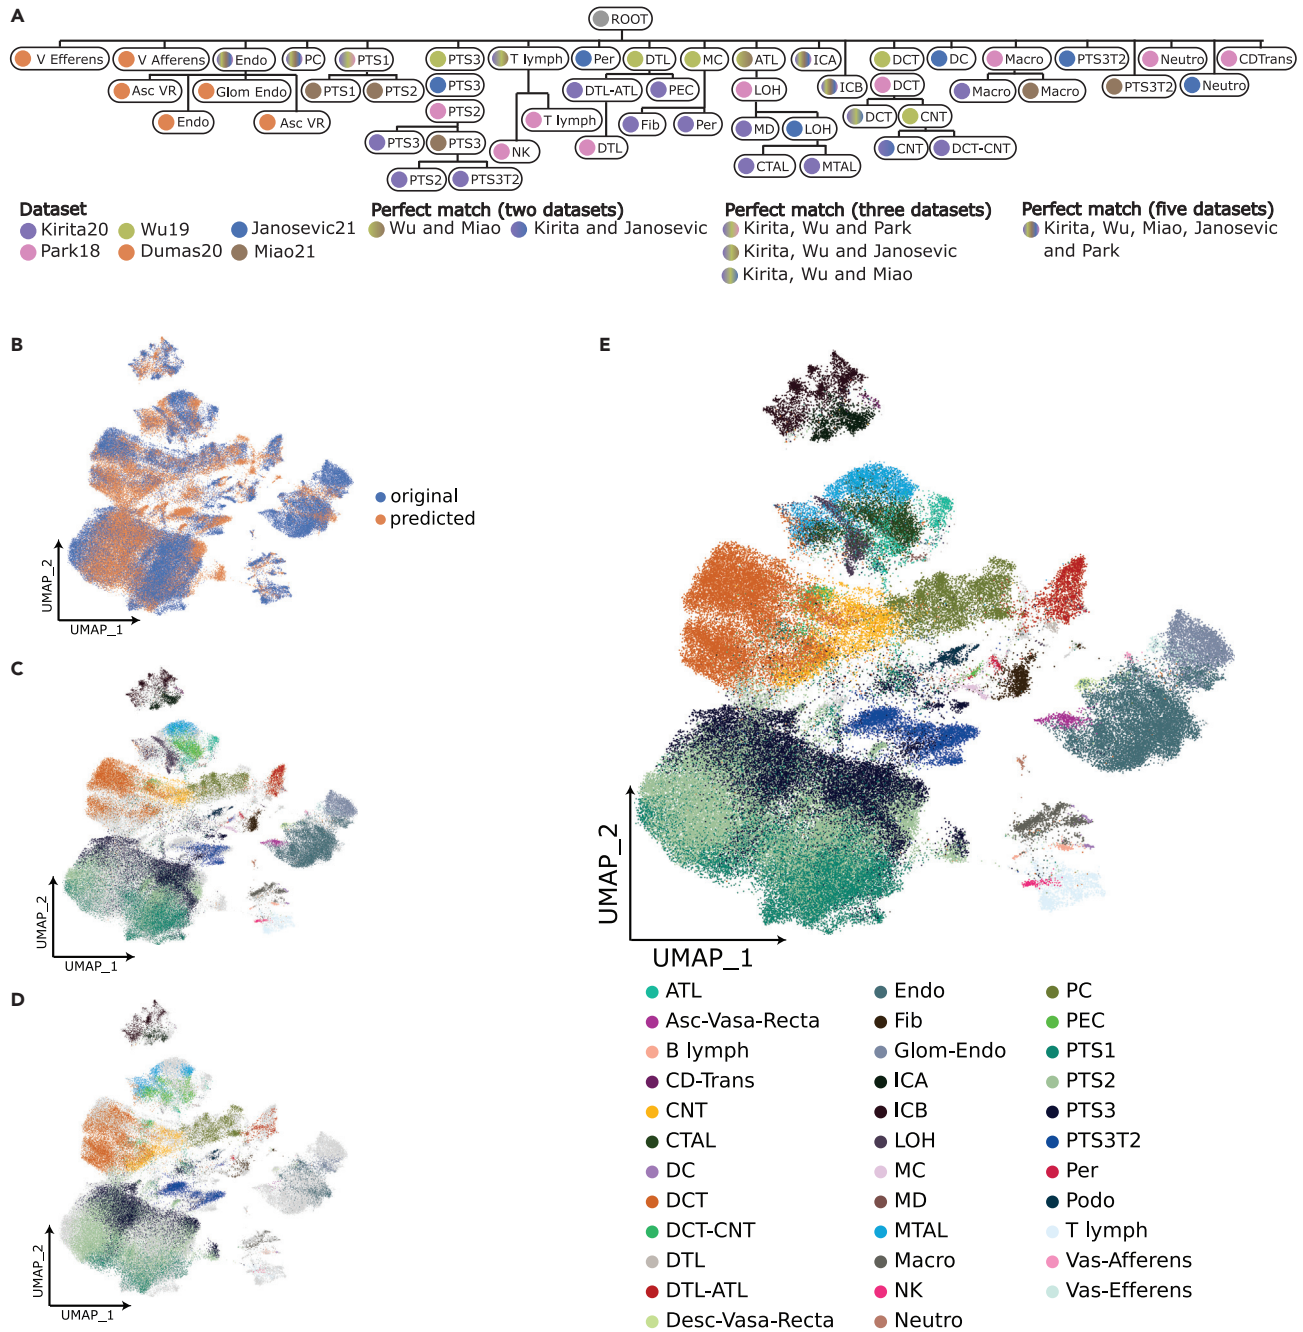 A
ROOT
V Efferens
V Afferens
Endo
PC
PTS1
PTS3
T lymph
Per
DTL
MC
ATL
ICA
DCT
DC
Macro
PTS3T2
Neutro
CDTrans
Asc VR
Glom Endo
PTS1
PTS2
PTS3
DTL-ATL
PEC
LOH
ICB
DCT
Macro
Macro
PTS3T2
Neutro
Endo
Asc VR
PTS2
T lymph
Fib
Per
MD
LOH
DCT
CNT
PTS3
PTS3
NK
DTL
CTAL
MTAL
CNT
DCT-CNT
PTS2
PTS3T2
Dataset
Kirita20
Wu19
Janosevic21
Park18
Dumas20
Miao21
Perfect match (two datasets)
Wu and Miao
Kirita and Janosevic
Perfect match (three datasets)
Kirita, Wu and Park
Kirita, Wu and Janosevic
Kirita, Wu and Miao
Perfect match (five datasets)
Kirita, Wu, Miao, Janosevic
and Park
B
original
predicted
UMAP_2
UMAP_1
C
UMAP_2
UMAP_1
D
UMAP_2
UMAP_1
E
UMAP_2
UMAP_1
ATL
Asc-Vasa-Recta
B lymph
CD-Trans
CNT
CTAL
DC
DCT
DCT-CNT
DTL
DTL-ATL
Desc-Vasa-Recta
Endo
Fib
Glom-Endo
ICA
ICB
LOH
MC
MD
MTAL
Macro
NK
Neutro
PC
PEC
PTS1
PTS2
PTS3
PTS3T2
Per
Podo
T lymph
Vas-Afferens
Vas-Efferens